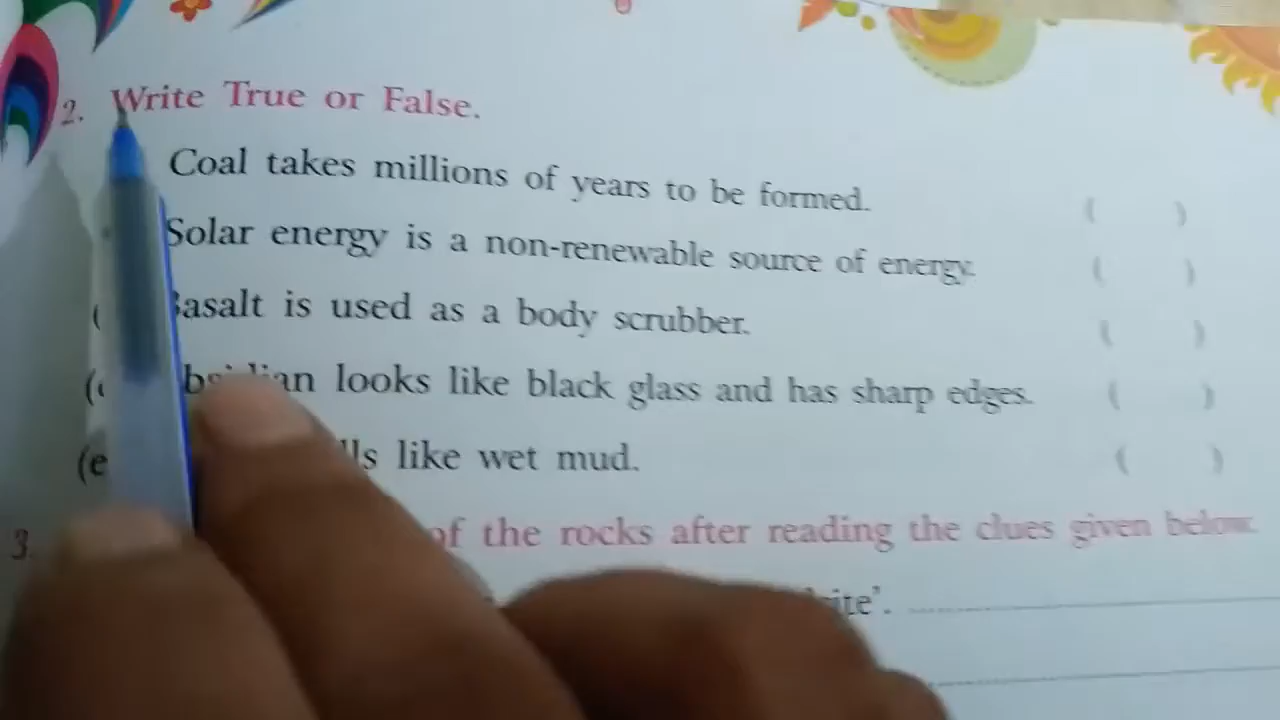 2. Write True or False.
Coal takes millions of years to be formed. ( )
Solar energy is a non-renewable source of energy. ( )
( Basalt is used as a body scrubber. ( )
( looks like black glass and has sharp edges. ( )
(e like wet mud. ( )
3. of the rocks after reading the clues given below.